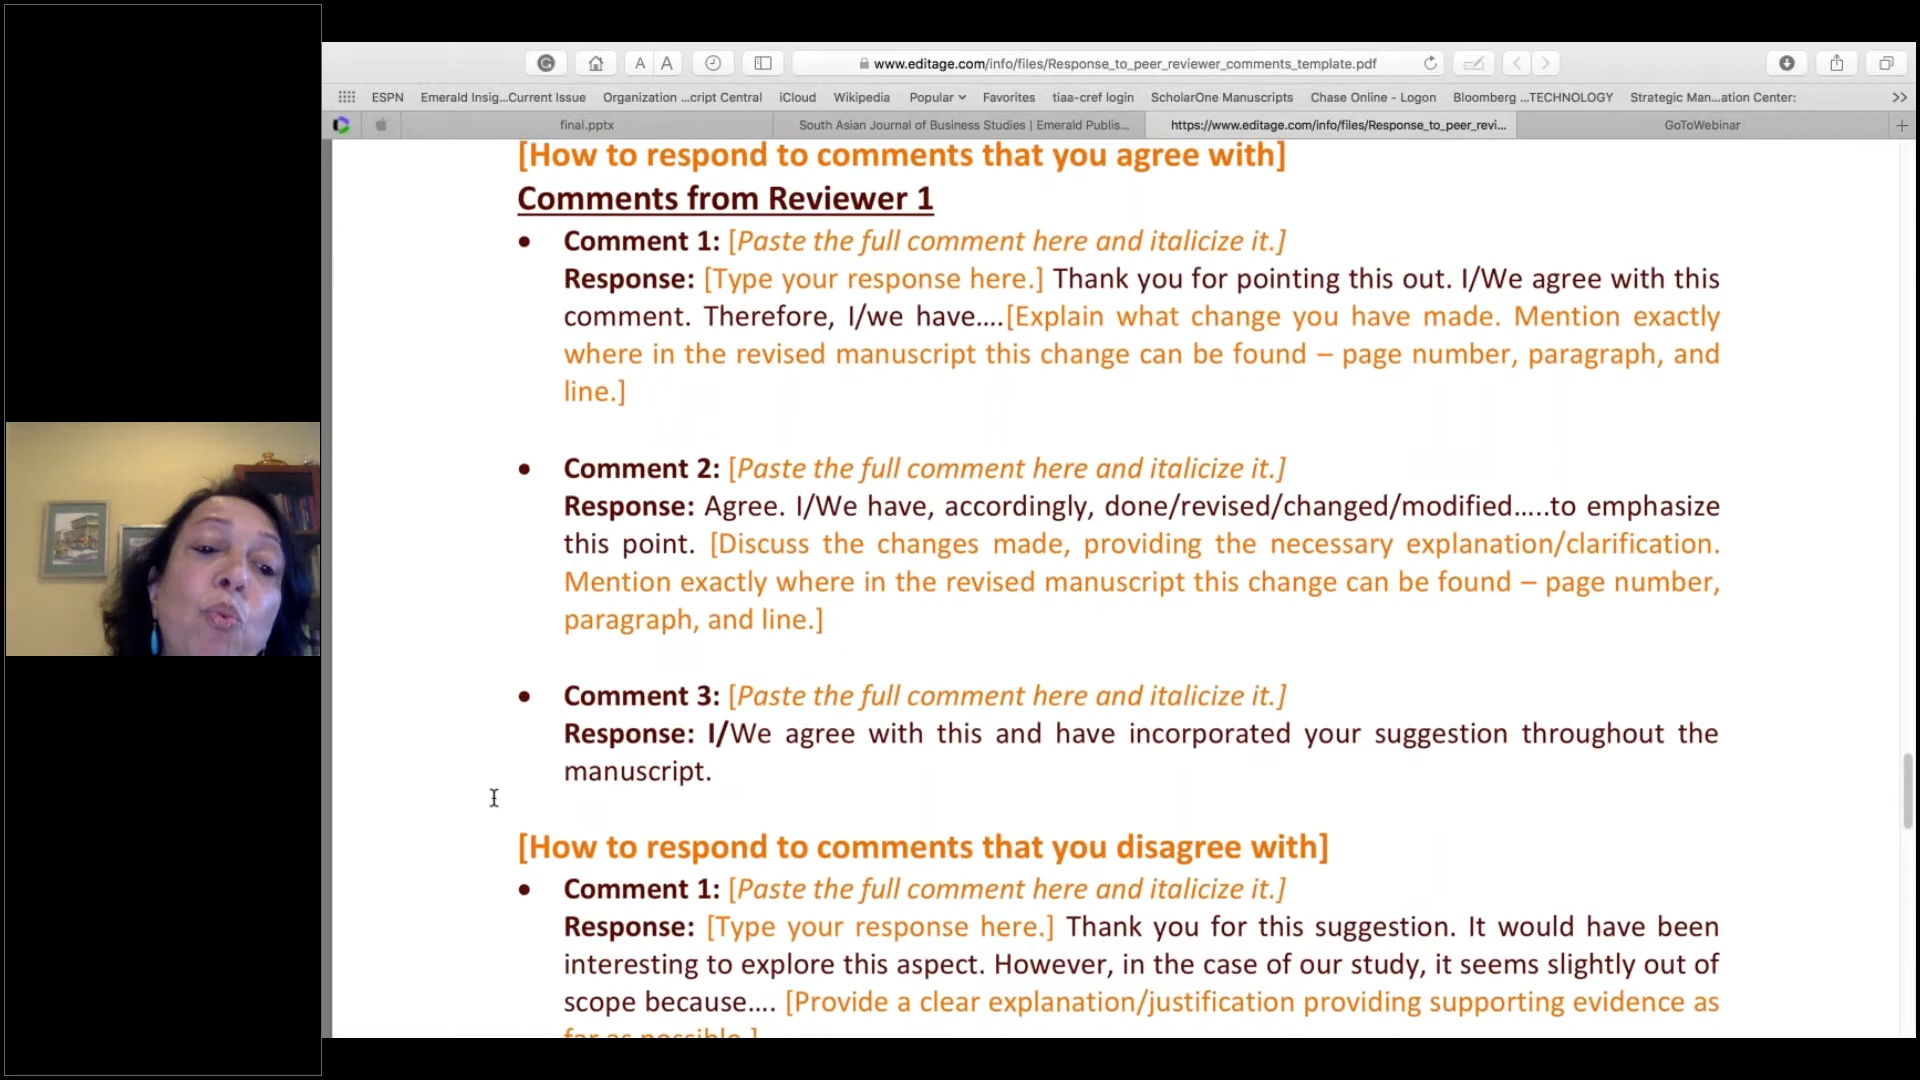 A A
www.editage.com/info/files/Response_to_peer_reviewer_comments_template.pdf
ESPN Emerald Insig...Current Issue Organization ...cript Central iCloud Wikipedia Popular Favorites tiaa-cref login ScholarOne Manuscripts Chase Online - Logon Bloomberg ...TECHNOLOGY Strategic Man...ation Center: >>
final.pptx South Asian Journal of Business Studies | Emerald Publis... https://www.editage.com/info/files/Response_to_peer_revi... GoToWebinar +
[How to respond to comments that you agree with]
Comments from Reviewer 1
• Comment 1: [Paste the full comment here and italicize it.]
Response: [Type your response here.] Thank you for pointing this out. I/We agree with this
comment. Therefore, I/we have....[Explain what change you have made. Mention exactly
where in the revised manuscript this change can be found – page number, paragraph, and
line.]
• Comment 2: [Paste the full comment here and italicize it.]
Response: Agree. I/We have, accordingly, done/revised/changed/modified.....to emphasize
this point. [Discuss the changes made, providing the necessary explanation/clarification.
Mention exactly where in the revised manuscript this change can be found – page number,
paragraph, and line.]
• Comment 3: [Paste the full comment here and italicize it.]
Response: I/We agree with this and have incorporated your suggestion throughout the
manuscript.
[How to respond to comments that you disagree with]
• Comment 1: [Paste the full comment here and italicize it.]
Response: [Type your response here.] Thank you for this suggestion. It would have been
interesting to explore this aspect. However, in the case of our study, it seems slightly out of
scope because.... [Provide a clear explanation/justification providing supporting evidence as
far as possible.]